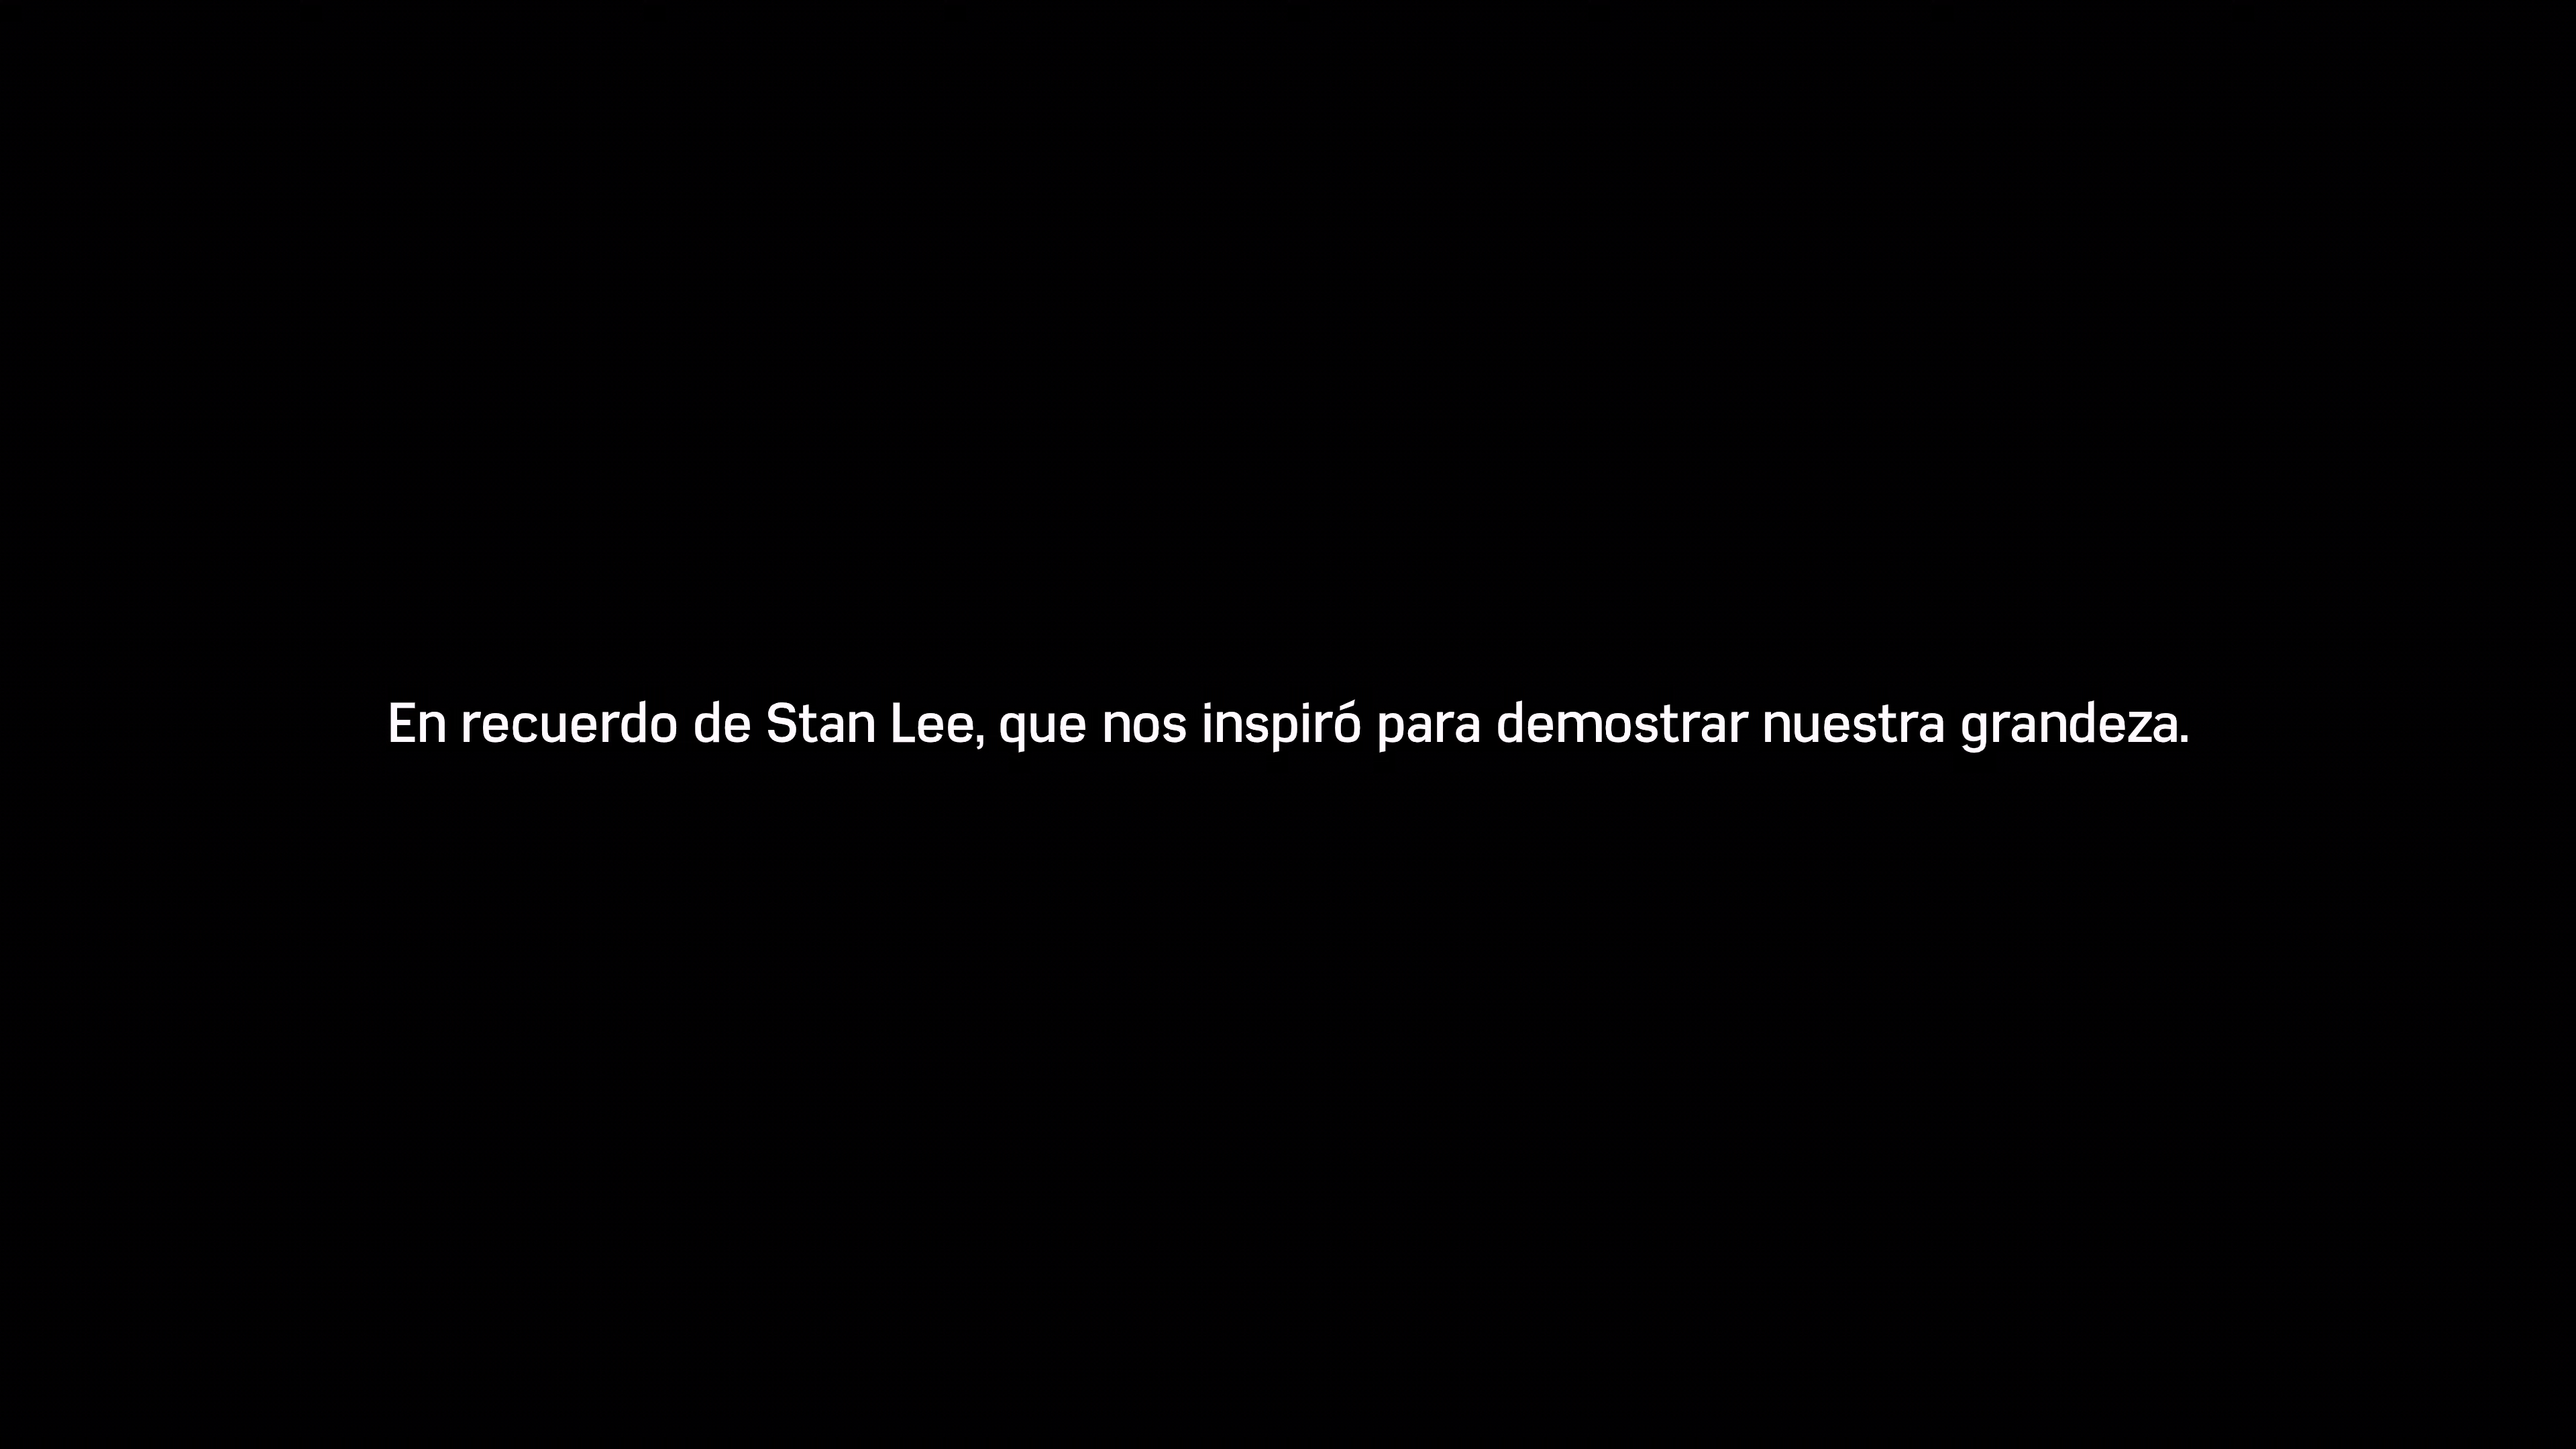 En recuerdo de Stan Lee, que nos inspiró para demostrar nuestra grandeza.